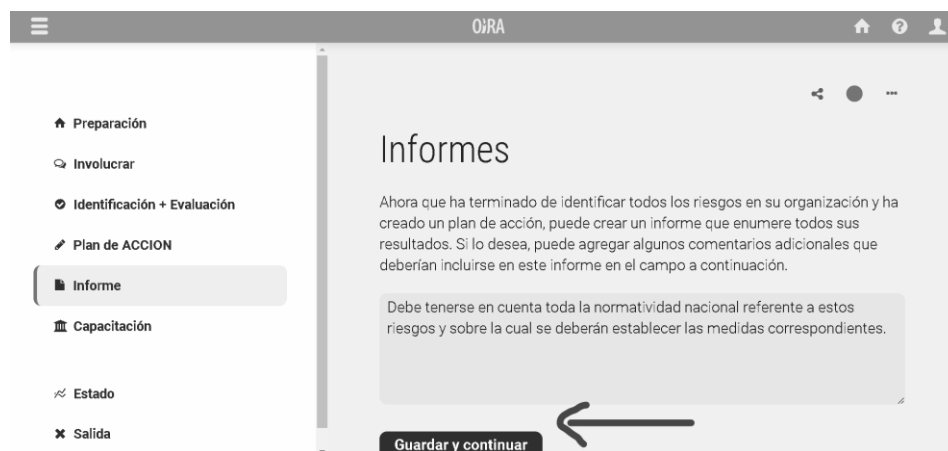 OiRA
Preparación
Involucrar
Identificación + Evaluación
Plan de ACCION
Informe
Capacitación
Estado
Salida
Informes
Ahora que ha terminado de identificar todos los riesgos en su organización y ha
creado un plan de acción, puede crear un informe que enumere todos sus
resultados. Si lo desea, puede agregar algunos comentarios adicionales que
deberían incluirse en este informe en el campo a continuación.
Debe tenerse en cuenta toda la normatividad nacional referente a estos
riesgos y sobre la cual se deberán establecer las medidas correspondientes.
Guardar y continuar